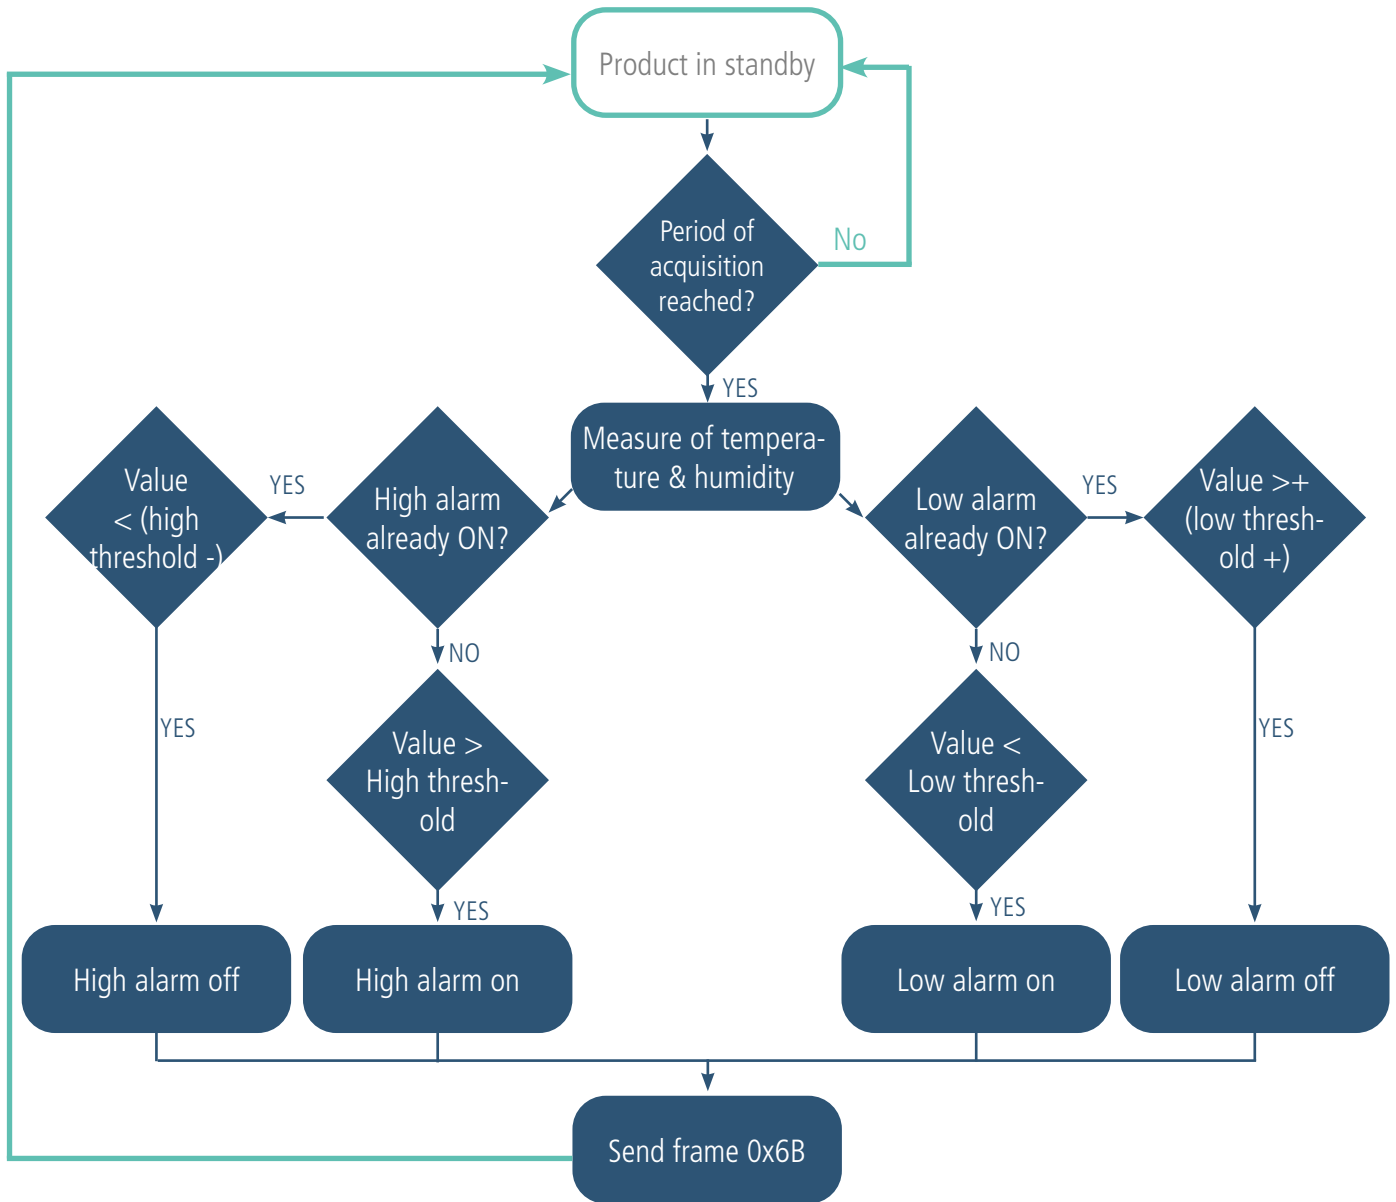 Product in standby
Period of
acquisition
reached?
No
YES
Measure of tempera-
ture & humidity
Value
< (high
threshold -)
YES
High alarm
already ON?
Low alarm
already ON?
YES
Value >+
(low thresh-
old +)
NO
NO
YES
Value >
High thresh-
old
Value <
Low thresh-
old
YES
YES
YES
High alarm off
High alarm on
Low alarm on
Low alarm off
Send frame 0x6B